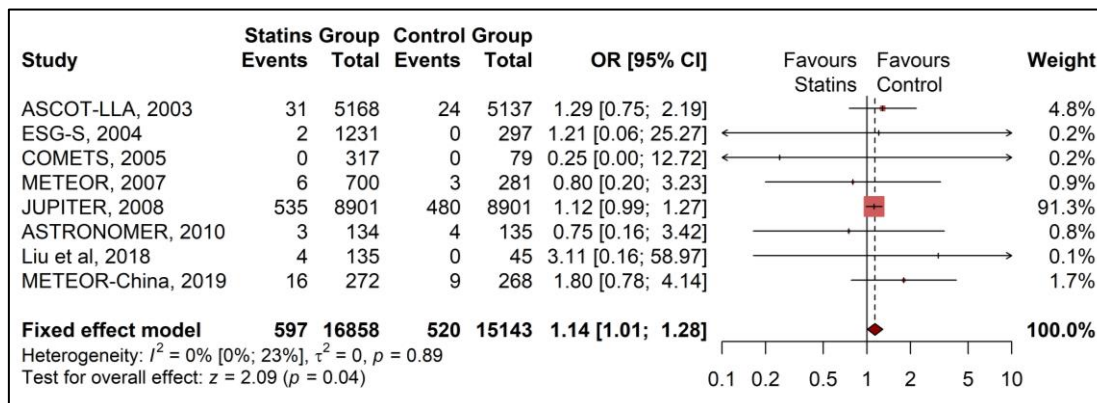 Statins Group Control Group
Study Events Total Events Total OR [95% CI] Favours Statins Favours Control Weight
ASCOT-LLA, 2003 31 5168 24 5137 1.29 [0.75; 2.19] 4.8%
ESG-S, 2004 2 1231 0 297 1.21 [0.06; 25.27] 0.2%
COMETS, 2005 0 317 0 79 0.25 [0.00; 12.72] 0.2%
METEOR, 2007 6 700 3 281 0.80 [0.20; 3.23] 0.9%
JUPITER, 2008 535 8901 480 8901 1.12 [0.99; 1.27] 91.3%
ASTRONOMER, 2010 3 134 4 135 0.75 [0.16; 3.42] 0.8%
Liu et al, 2018 4 135 0 45 3.11 [0.16; 58.97] 0.1%
METEOR-China, 2019 16 272 9 268 1.80 [0.78; 4.14] 1.7%
Fixed effect model 597 16858 520 15143 1.14 [1.01; 1.28] 100.0%
Heterogeneity: I² = 0% [0%; 23%], τ² = 0, p = 0.89
Test for overall effect: z = 2.09 (p = 0.04)
0.1 0.5 1 2 5 10